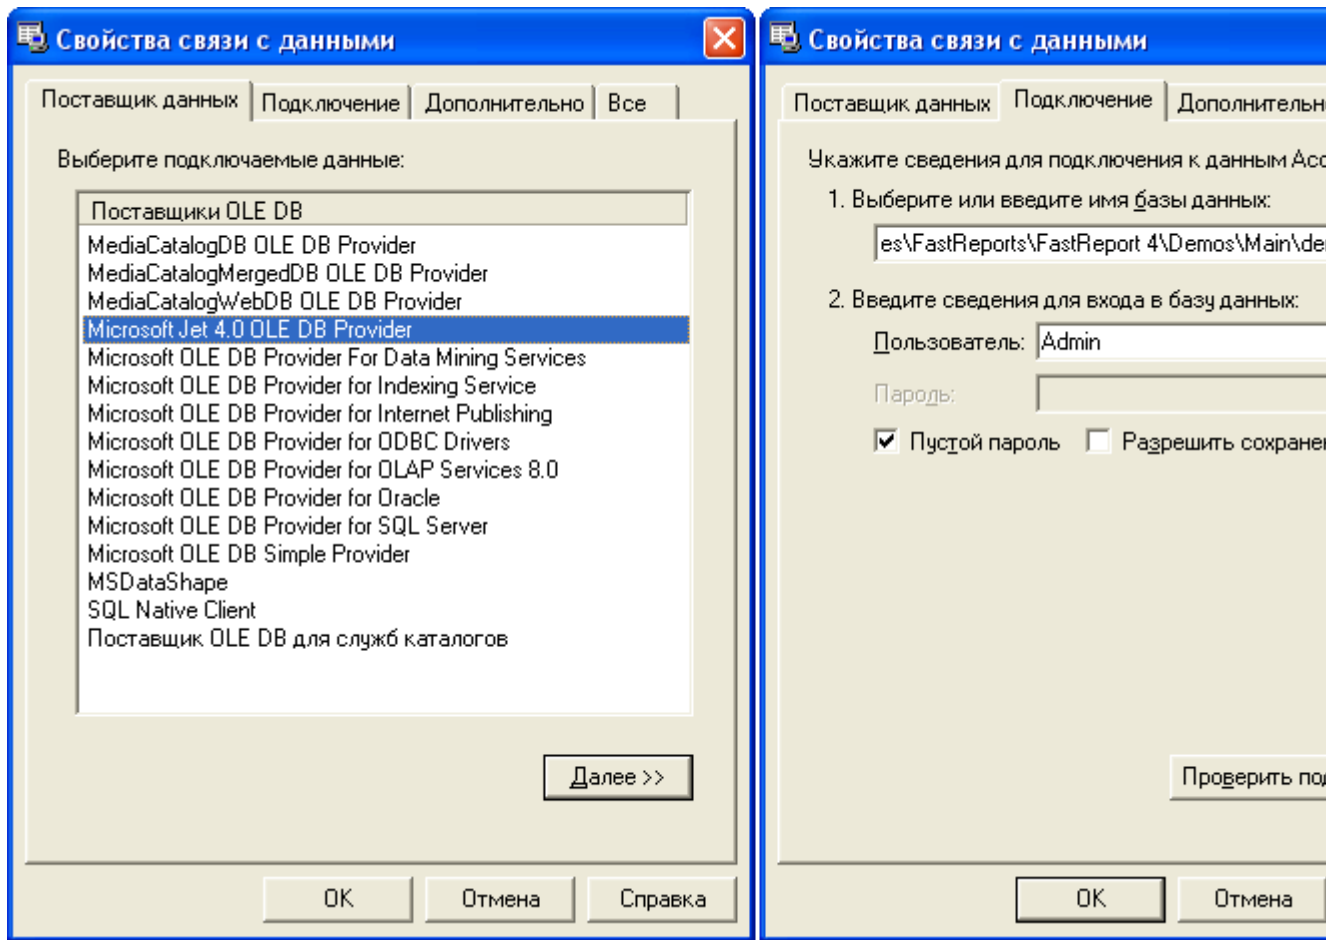 Свойства связи с данными
Поставщик данных Подключение Дополнительно Все
Выберите подключаемые данные:
Поставщики OLE DB
MediaCatalogDB OLE DB Provider
MediaCatalogMergedDB OLE DB Provider
MediaCatalogWebDB OLE DB Provider
Microsoft Jet 4.0 OLE DB Provider
Microsoft OLE DB Provider For Data Mining Services
Microsoft OLE DB Provider for Indexing Service
Microsoft OLE DB Provider for Internet Publishing
Microsoft OLE DB Provider for ODBC Drivers
Microsoft OLE DB Provider for OLAP Services 8.0
Microsoft OLE DB Provider for Oracle
Microsoft OLE DB Provider for SQL Server
Microsoft OLE DB Simple Provider
MSDataShape
SQL Native Client
Поставщик OLE DB для служб каталогов
Далее >>
OK Отмена Справка
Свойства связи с данными
Поставщик данных Подключение Дополнительн
Укажите сведения для подключения к данным Acc
1. Выберите или введите имя базы данных:
es\FastReports\FastReport 4\Demos\Main\de
2. Введите сведения для входа в базу данных:
Пользователь: Admin
Пароль:
Пустой пароль Разрешить сохране
Проверить по
OK Отмена